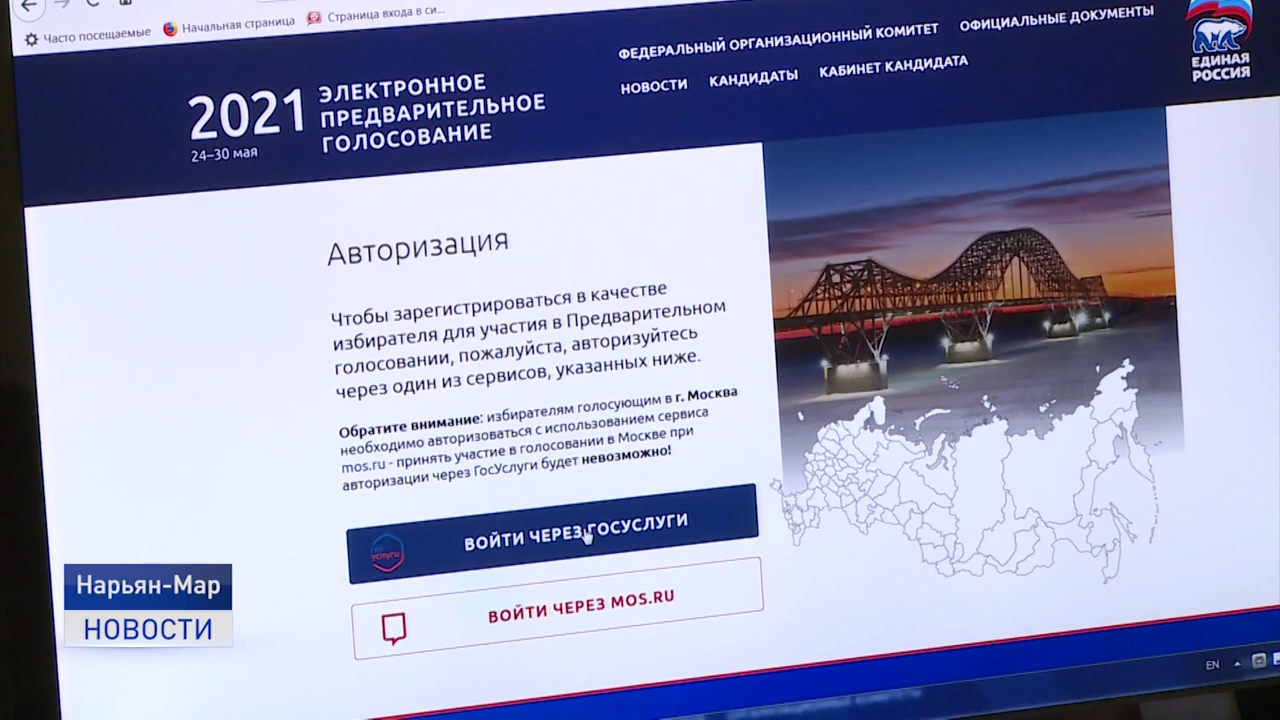 Часто посещаемые
Начальная страница
Страница входа в си...
2021
24–30 мая
ЭЛЕКТРОННОЕ
ПРЕДВАРИТЕЛЬНОЕ
ГОЛОСОВАНИЕ
ФЕДЕРАЛЬНЫЙ ОРГАНИЗАЦИОННЫЙ КОМИТЕТ
ОФИЦИАЛЬНЫЕ ДОКУМЕНТЫ
НОВОСТИ
КАНДИДАТЫ
КАБИНЕТ КАНДИДАТА
ЕДИНАЯ
РОССИЯ
Авторизация
Чтобы зарегистрироваться в качестве
избирателя для участия в Предварительном
голосовании, пожалуйста, авторизуйтесь
через один из сервисов, указанных ниже.
Обратите внимание: избирателям голосующим в г. Москва
необходимо авторизоваться с использованием сервиса
mos.ru - принять участие в голосовании в Москве при
авторизации через ГосУслуги будет невозможно!
гос
услуги
ВОЙТИ ЧЕРЕЗ ГОСУСЛУГИ
ВОЙТИ ЧЕРЕЗ MOS.RU
Нарьян-Мар
НОВОСТИ
EN